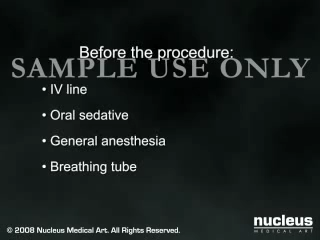 Before the procedure:
SAMPLE USE ONLY
• IV line
• Oral sedative
• General anesthesia
• Breathing tube
nucleus
MEDICAL ART
© 2008 Nucleus Medical Art. All Rights Reserved.